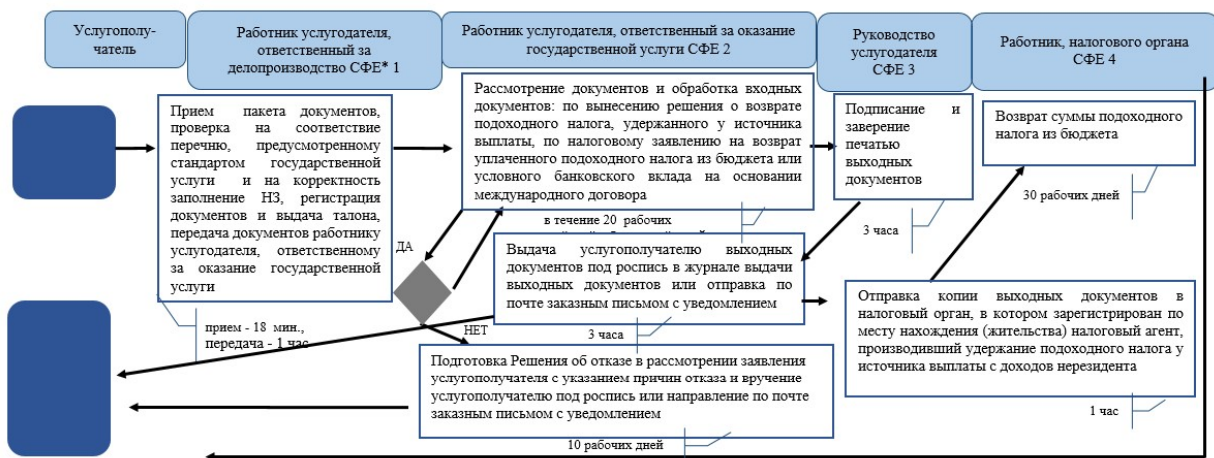 Услугополу-
чатель
Работник услугодателя,
ответственный за
делопроизводство СФЕ* 1
Работник услугодателя, ответственный за оказание
государственной услуги СФЕ 2
Руководство
услугодателя
СФЕ 3
Работник, налогового органа
СФЕ 4
Прием пакета документов,
проверка на соответствие
перечню, предусмотренному
стандартом государственной
услуги и на корректность
заполнение НЗ, регистрация
документов и выдача талона,
передача документов работнику
услугодателя, ответственному
за оказание государственной
услуги
прием - 18 мин.,
передача - 1 час
Рассмотрение документов и обработка входных
документов: по вынесению решения о возврате
подоходного налога, удержанного у источника
выплаты, по налоговому заявлению на возврат
уплаченного подоходного налога из бюджета или
условного банковского вклада на основании
международного договора
в течение 20 рабочих
ДА
НЕТ
Подписание и
заверение
печатью
выходных
документов
3 часа
Возврат суммы подоходного
налога из бюджета
30 рабочих дней
Выдача услугополучателю выходных
документов под роспись в журнале выдачи
выходных документов или отправка по
почте заказным письмом с уведомлением
3 часа
Отправка копии выходных документов в
налоговый орган, в котором зарегистрирован по
месту нахождения (жительства) налоговый агент,
производивший удержание подоходного налога у
источника выплаты с доходов нерезидента
1 час
Подготовка Решения об отказе в рассмотрении заявления
услугополучателя с указанием причин отказа и вручение
услугополучателю под роспись или направление по почте
заказным письмом с уведомлением
10 рабочих дней